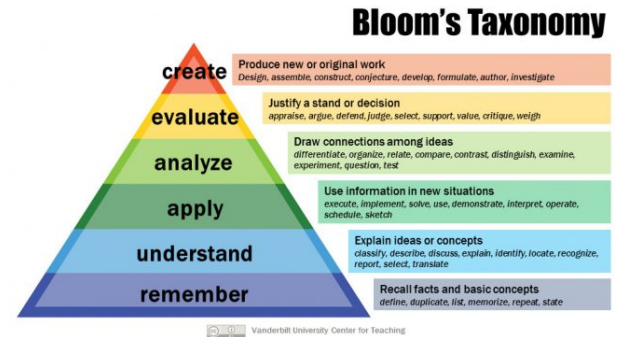 Bloom's Taxonomy
create
Produce new or original work
Design, assemble, construct, conjecture, develop, formulate, author, investigate
evaluate
Justify a stand or decision
appraise, argue, defend, judge, select, support, value, critique, weigh
analyze
Draw connections among ideas
differentiate, organize, relate, compare, contrast, distinguish, examine,
experiment, question, test
apply
Use information in new situations
execute, implement, solve, use, demonstrate, interpret, operate,
schedule, sketch
understand
Explain ideas or concepts
classify, describe, discuss, explain, identify, locate, recognize,
report, select, translate
remember
Recall facts and basic concepts
define, duplicate, list, memorize, repeat, state
Vanderbilt University Center for Teaching